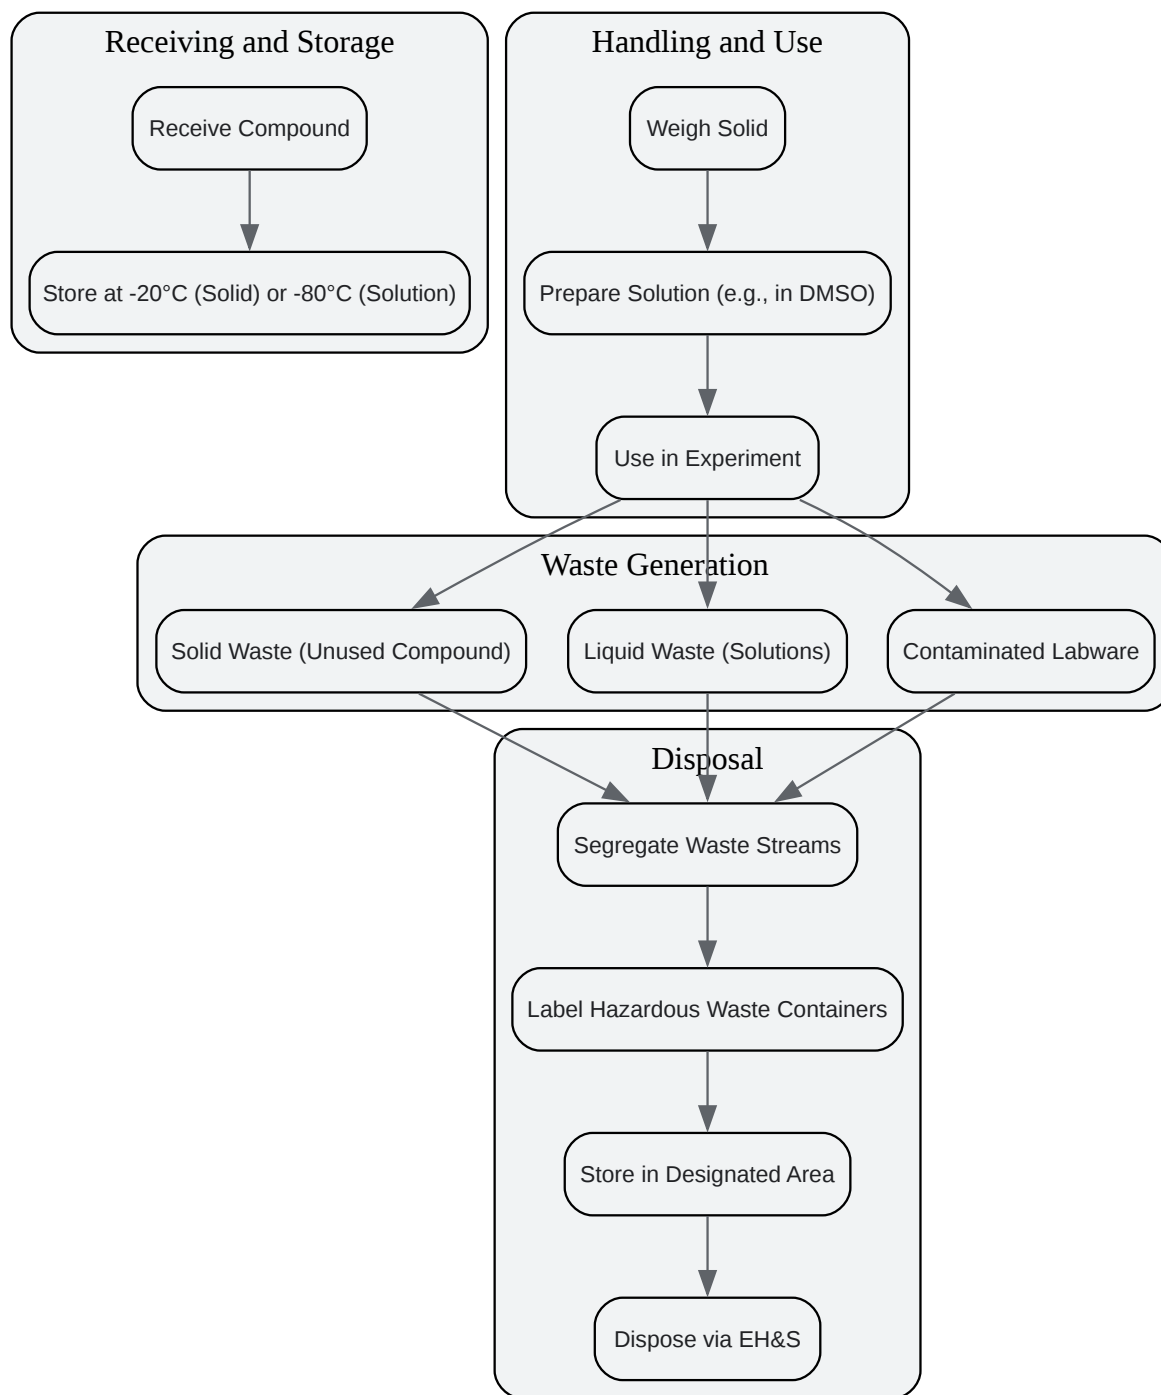 Receiving and Storage
Receive Compound
Store at -20°C (Solid) or -80°C (Solution)
Handling and Use
Weigh Solid
Prepare Solution (e.g., in DMSO)
Use in Experiment
Waste Generation
Solid Waste (Unused Compound)
Liquid Waste (Solutions)
Contaminated Labware
Disposal
Segregate Waste Streams
Label Hazardous Waste Containers
Store in Designated Area
Dispose via EH&S